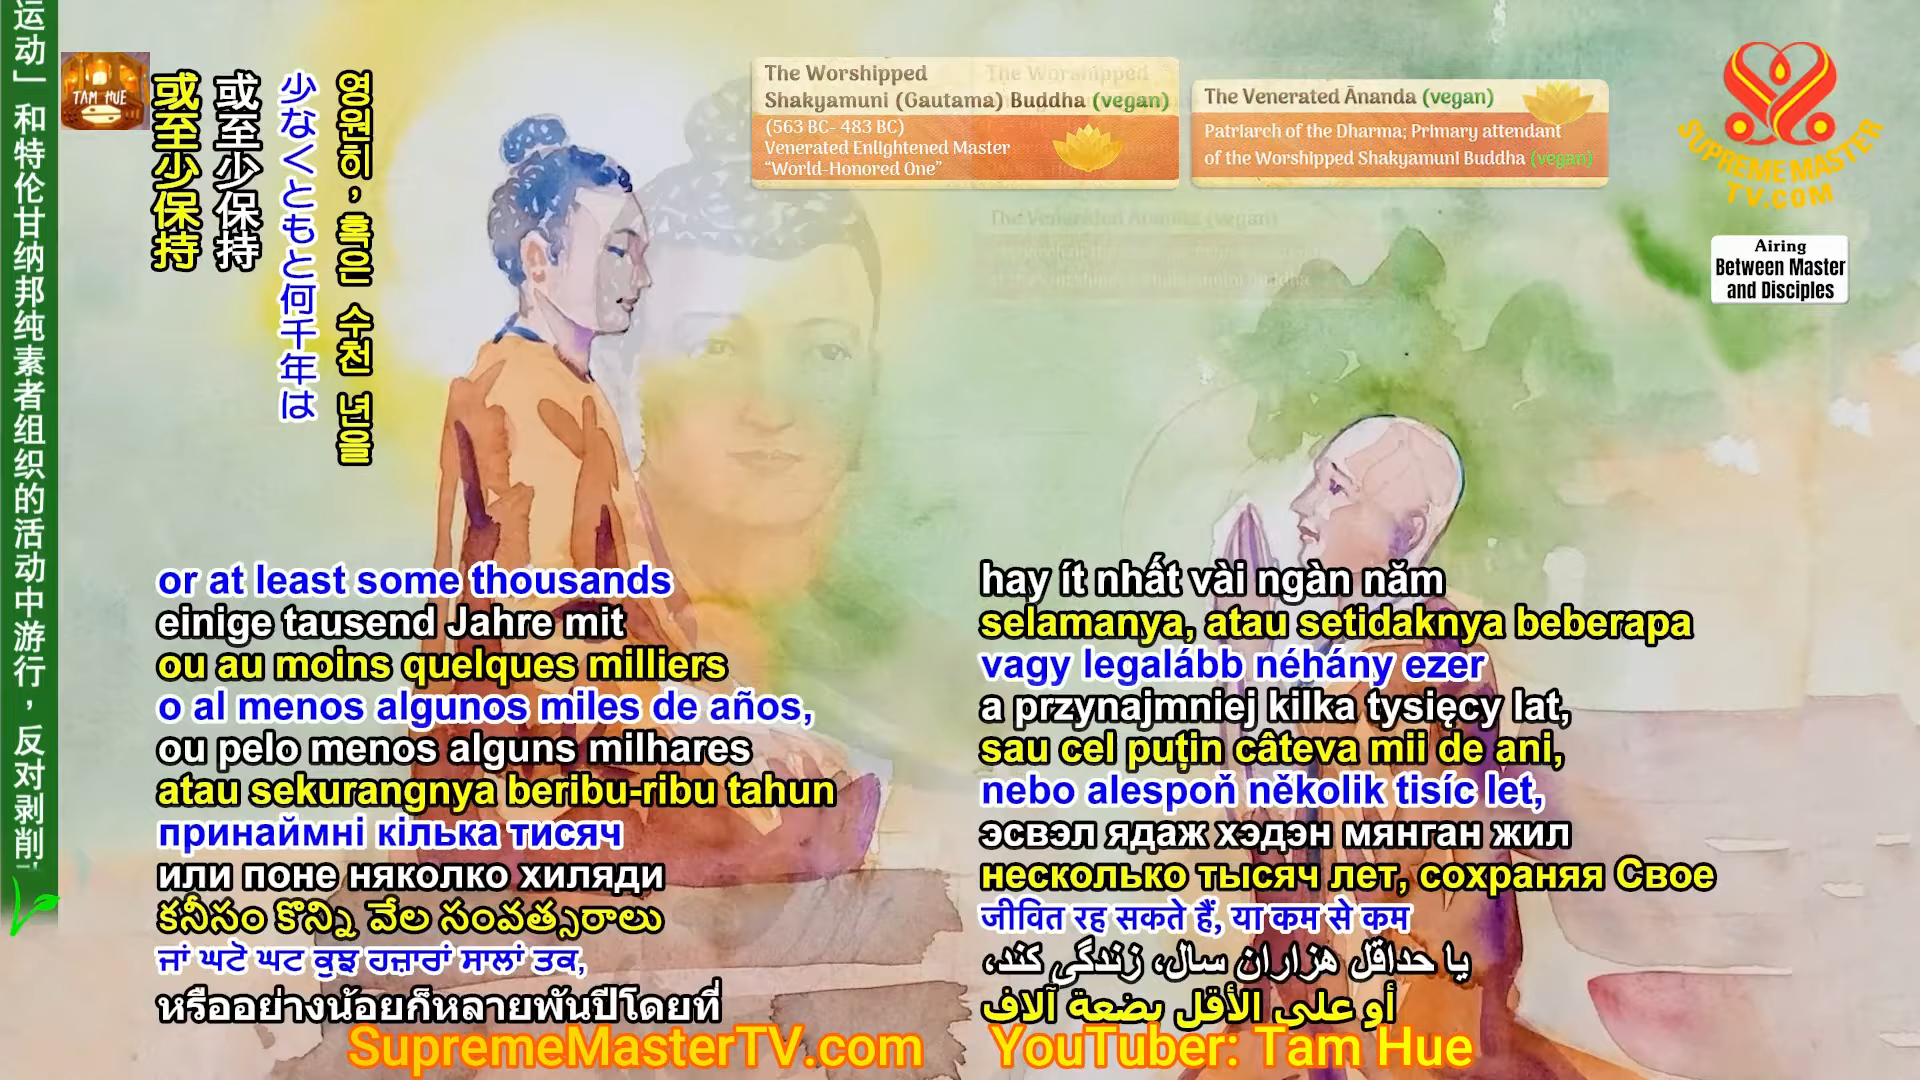 运动」和特伦甘纳邦纯素者组织的活动中游行，反对剥削
TAM HUE
或至少保持
或至少保持
少なくともと何千年は
영원히, 혹은 수천 년을
The Worshipped
Shakyamuni (Gautama) Buddha (vegan)
(563 BC- 483 BC)
Venerated Enlightened Master
“World-Honored One”
The Venerated Ānanda (vegan)
Patriarch of the Dharma; Primary attendant
of the Worshipped Shakyamuni Buddha (vegan)
The Worshipped
The Venerated Ānanda (vegan)
SUPREME MASTER
TV.COM
Airing
Between Master
and Disciples
or at least some thousands
einige tausend Jahre mit
ou au moins quelques milliers
o al menos algunos miles de años,
ou pelo menos alguns milhares
atau sekurangnya beribu-ribu tahun
принаймні кілька тисяч
или поне няколко хиляди
కనీసం కొన్ని వేల సంవత్సరాలు
ਜਾਂ ਘਟੋ ਘਟ ਕੁਝ ਹਜ਼ਾਰਾਂ ਸਾਲਾਂ ਤਕ,
หรืออย่างน้อยก็หลายพันปีโดยที่
hay ít nhất vài ngàn năm
selamanya, atau setidaknya beberapa
vagy legalább néhány ezer
a przynajmniej kilka tysięcy lat,
sau cel puțin câteva mii de ani,
nebo alespoň několik tisíc let,
эсвэл ядаж хэдэн мянган жил
несколько тысяч лет, сохраняя Свое
जीवित रह सकते हैं, या कम से कम
یا حداقل هزاران سال، زندگی کند،
أو على الأقل بضعة آلاف
SupremeMasterTV.com
YouTuber: Tam Hue